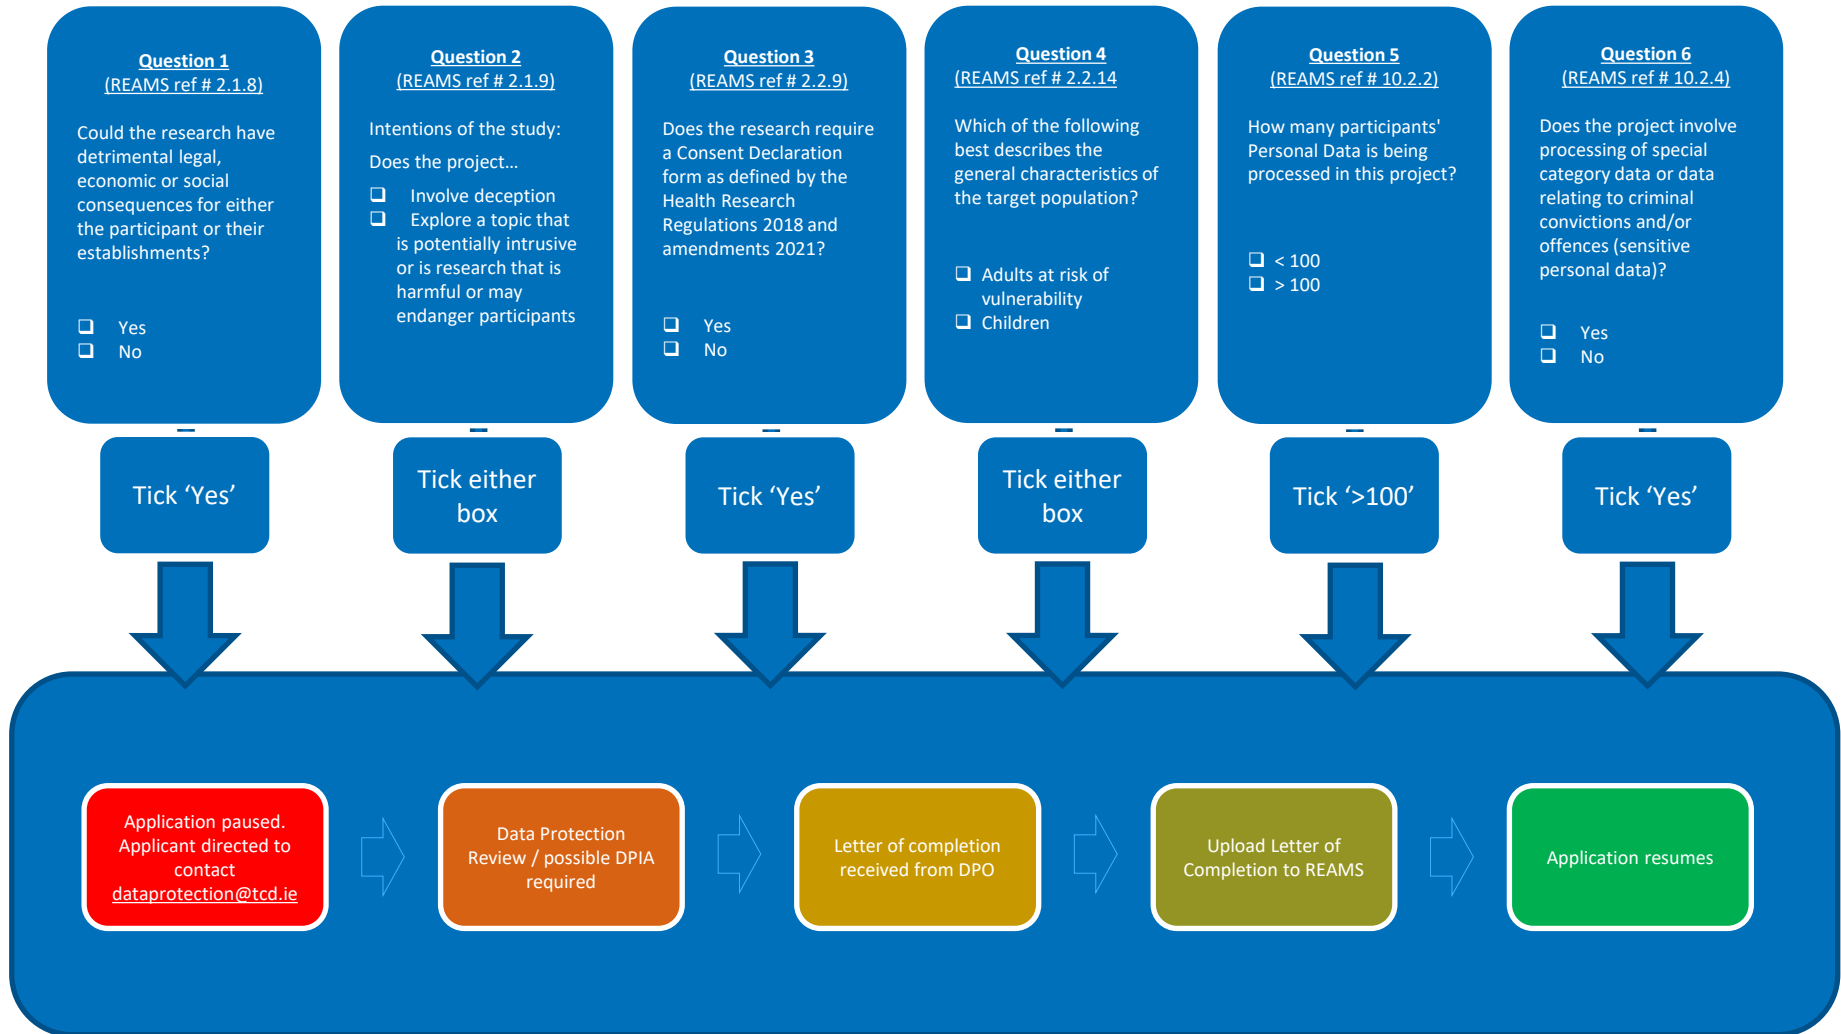 Question 1
(REAMS ref # 2.1.8)
Could the research have
detrimental legal,
economic or social
consequences for either
the participant or their
establishments?
❑ Yes
❑ No
Question 2
(REAMS ref # 2.1.9)
Intentions of the study:
Does the project...
❑ Involve deception
❑ Explore a topic that
is potentially intrusive
or is research that is
harmful or may
endanger participants
Question 3
(REAMS ref # 2.2.9)
Does the research require
a Consent Declaration
form as defined by the
Health Research
Regulations 2018 and
amendments 2021?
❑ Yes
❑ No
Question 4
(REAMS ref # 2.2.14
Which of the following
best describes the
general characteristics of
the target population?
❑ Adults at risk of
vulnerability
❑ Children
Question 5
(REAMS ref # 10.2.2)
How many participants'
Personal Data is being
processed in this project?
❑ < 100
❑ > 100
Question 6
(REAMS ref # 10.2.4)
Does the project involve
processing of special
category data or data
relating to criminal
convictions and/or
offences (sensitive
personal data)?
❑ Yes
❑ No
Tick ‘Yes’
Tick either
box
Tick ‘Yes’
Tick either
box
Tick ‘>100’
Tick ‘Yes’
Application paused.
Applicant directed to
contact
dataprotection@tcd.ie
Data Protection
Review / possible DPIA
required
Letter of completion
received from DPO
Upload Letter of
Completion to REAMS
Application resumes